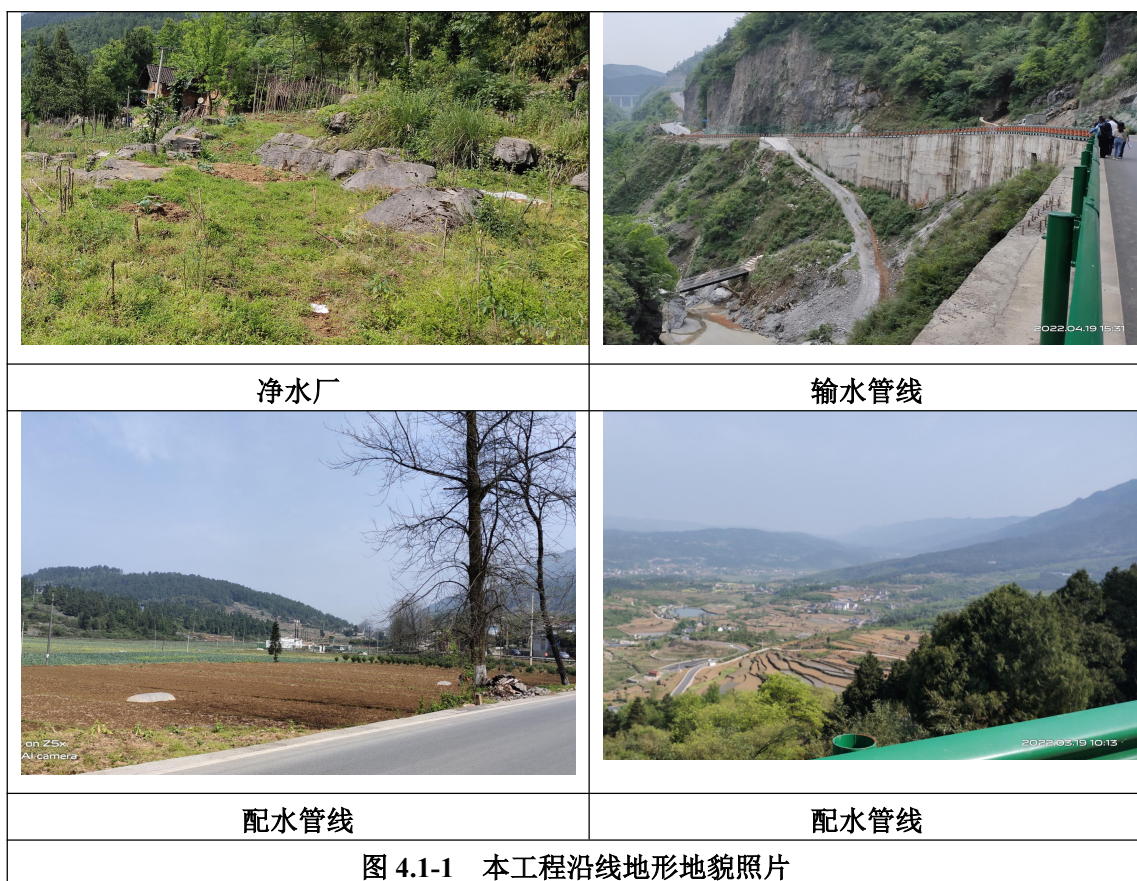 2022.04.19 15:31
净水厂
输水管线
on Z5x
AI camera
2022.03.19 10:13
配水管线
配水管线
图 4.1-1 本工程沿线地形地貌照片